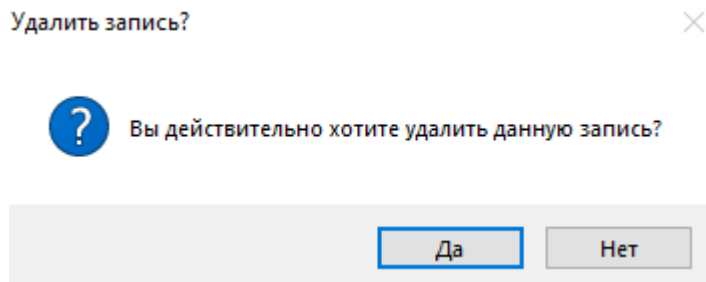 Удалить запись?
Вы действительно хотите удалить данную запись?
Да
Нет